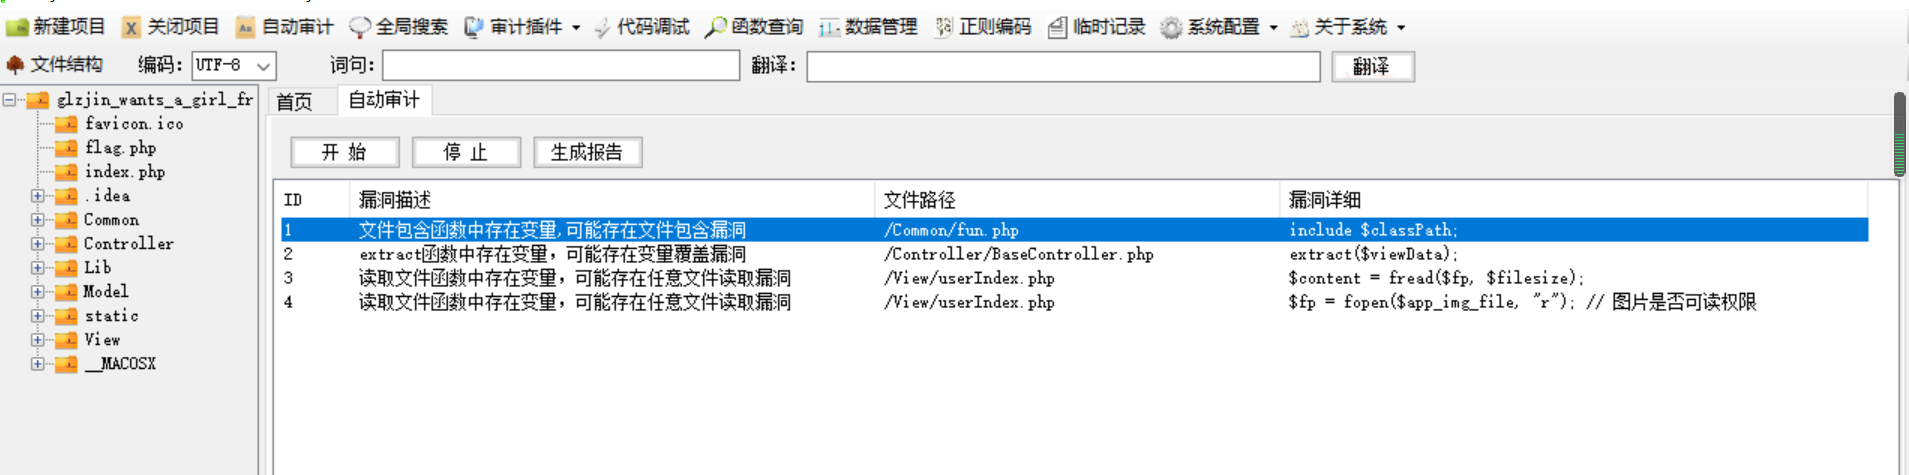 新建项目 关闭项目 自动审计 全局搜索 审计插件 代码调试 函数查询 数据管理 正则编码 临时记录 系统配置 关于系统
文件结构 编码: UTF-8 词句: 翻译: 翻译
glzjin_wants_a_girl_fr
favicon.ico
flag.php
index.php
.idea
Common
Controller
Lib
Model
static
View
__MACOSX
首页 自动审计
开 始 停 止 生成报告
ID 漏洞描述 文件路径 漏洞详细
1 文件包含函数中存在变量,可能存在文件包含漏洞 /Common/fun.php include $classPath;
2 extract函数中存在变量，可能存在变量覆盖漏洞 /Controller/BaseController.php extract($viewData);
3 读取文件函数中存在变量，可能存在任意文件读取漏洞 /View/userIndex.php $content = fread($fp, $filesize);
4 读取文件函数中存在变量，可能存在任意文件读取漏洞 /View/userIndex.php $fp = fopen($app_img_file, "r"); // 图片是否可读权限